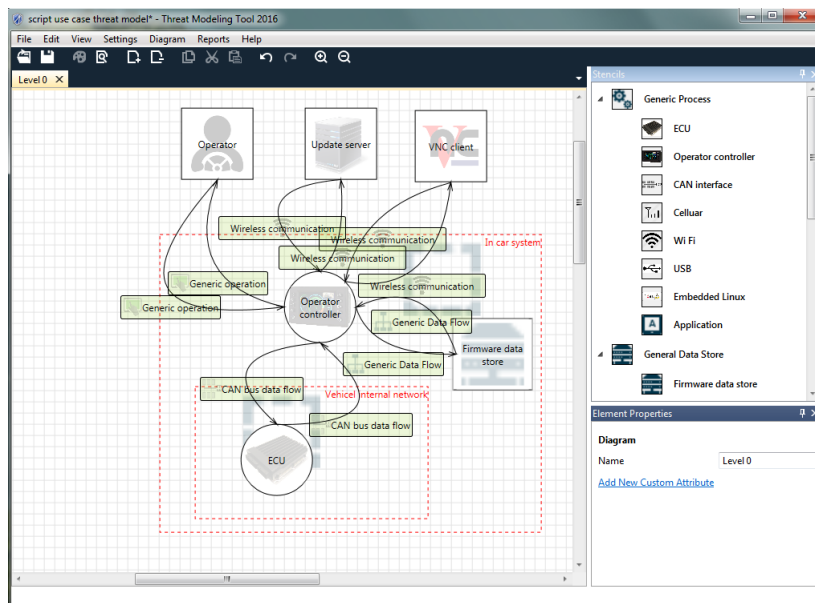 script use case threat model* - Threat Modeling Tool 2016
File Edit View Settings Diagram Reports Help
Level 0
Stencils
Operator
Update server
VNC client
Wireless communication
Wireless communication
In car system
Wireless communication
Generic operation
Wireless communication
Generic operation
Operator
controller
Generic Data Flow
Firmware data
store
Generic Data Flow
CAN bus data flow
Vehicel internal network
CAN bus data flow
ECU
Generic Process
ECU
Operator controller
CAN interface
Celluar
Wi Fi
USB
Embedded Linux
Application
General Data Store
Firmware data store
Element Properties
Diagram
Name Level 0
Add New Custom Attribute